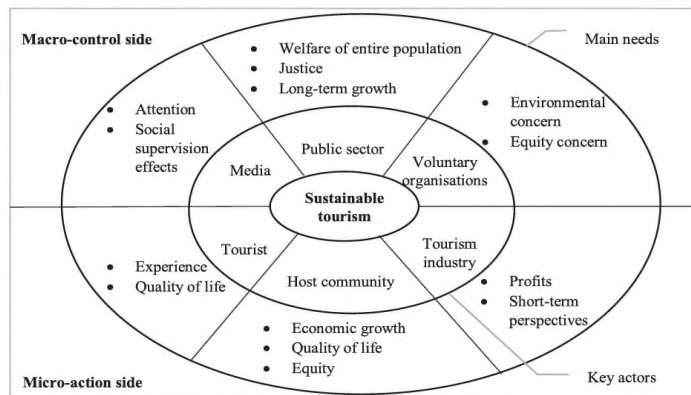 Macro-control side
• Welfare of entire population
• Justice
• Long-term growth
Main needs
• Attention
• Social
supervision
effects
• Environmental
concern
• Equity concern
Public sector
Media
Voluntary
organisations
Sustainable
tourism
Tourist
Tourism
industry
Host community
• Experience
• Quality of life
• Profits
• Short-term
perspectives
• Economic growth
• Quality of life
• Equity
Micro-action side
Key actors